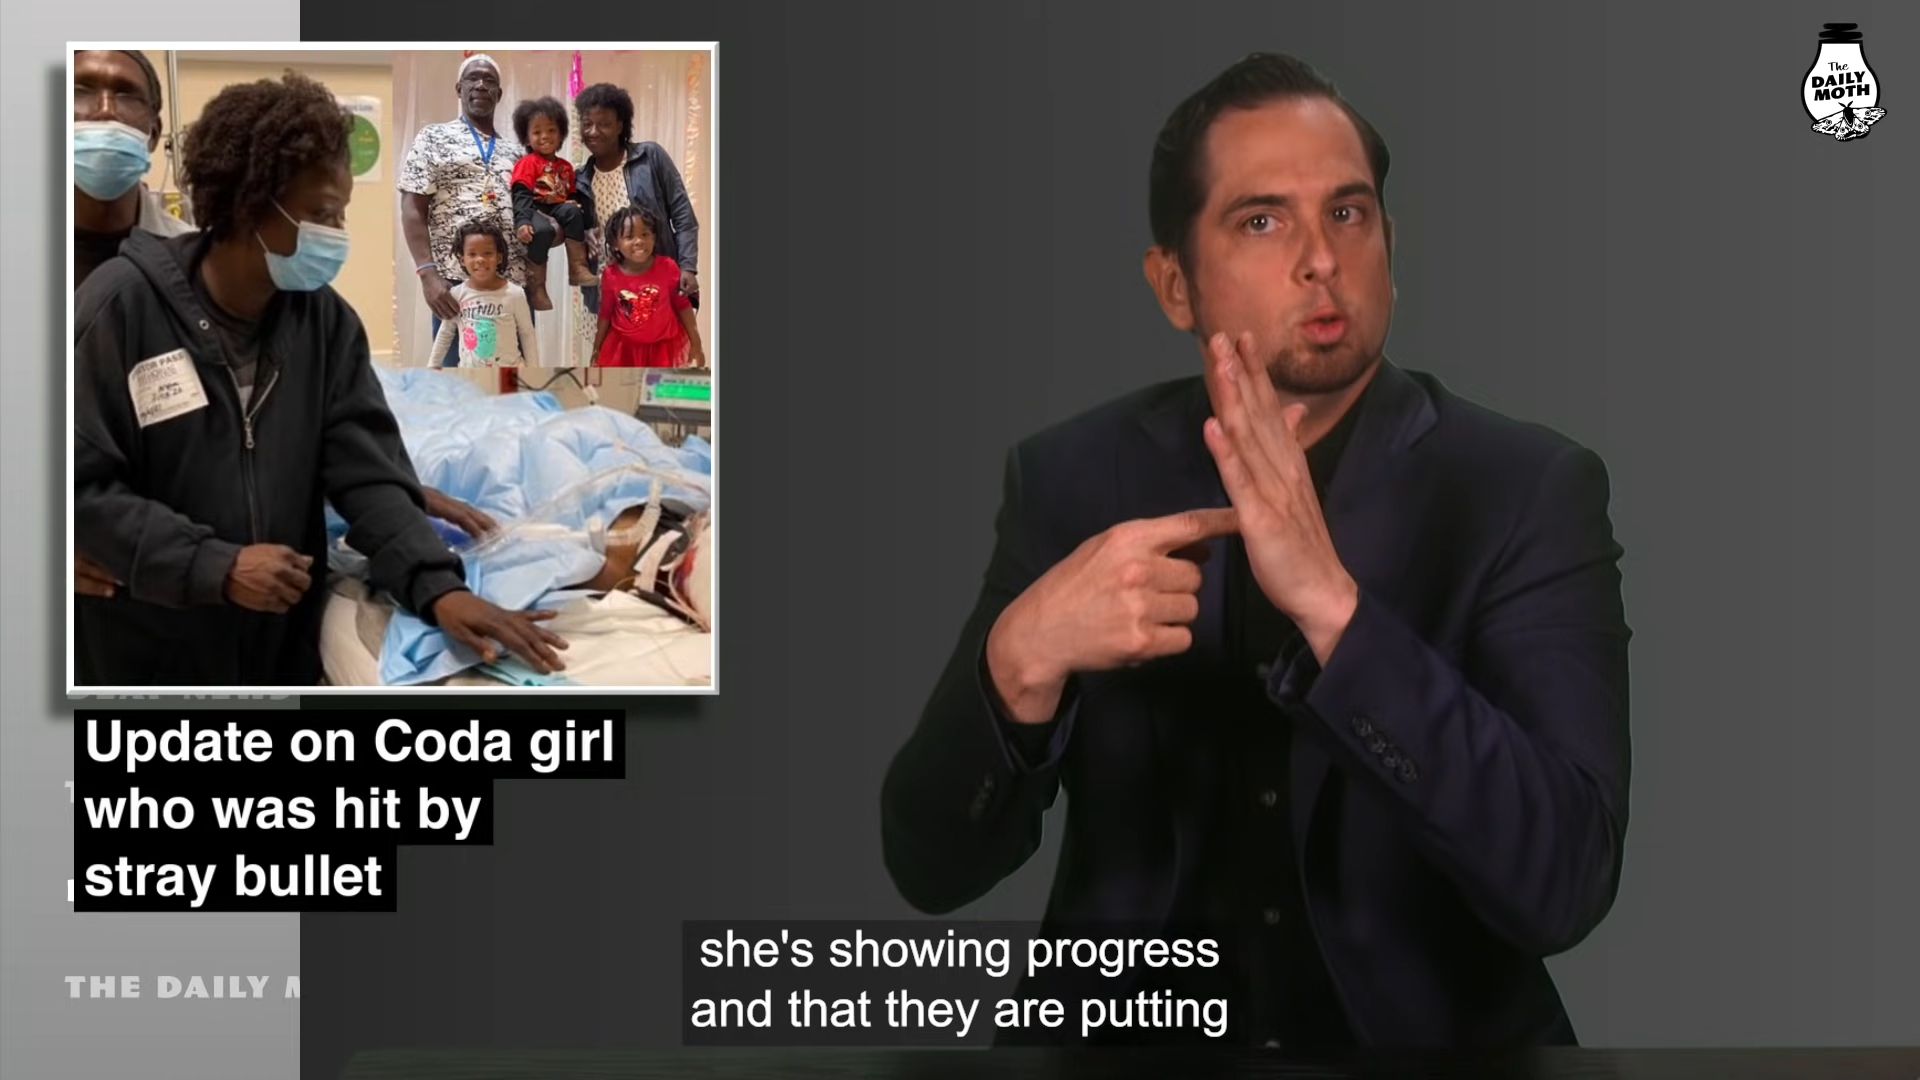 The
DAILY
MOTH
Update on Coda girl
who was hit by
stray bullet
THE DAILY M
she's showing progress
and that they are putting